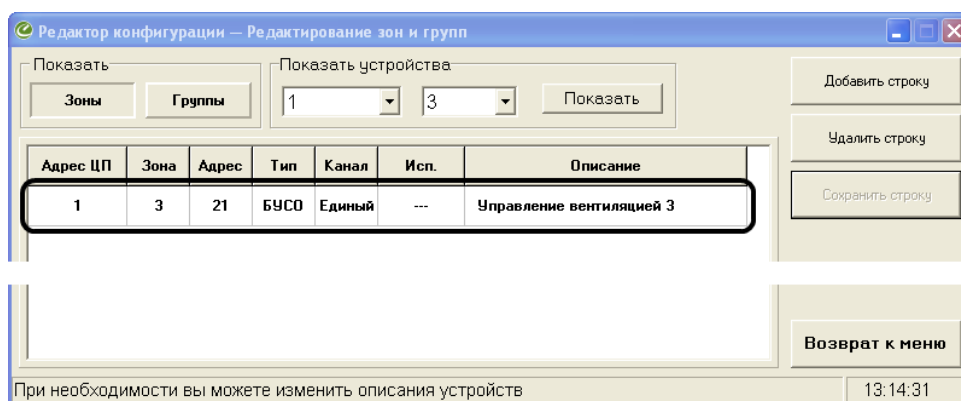 Редактор конфигурации — Редактирование зон и групп
Показать
Показать устройства
Зоны Группы 1 3 Показать
Добавить строку
Удалить строку
Сохранить строку
Адрес ЦП Зона Адрес Тип Канал Исп. Описание
1 3 21 БУСО Единый --- Управление вентиляцией 3
Возврат к меню
При необходимости вы можете изменить описания устройств 13:14:31